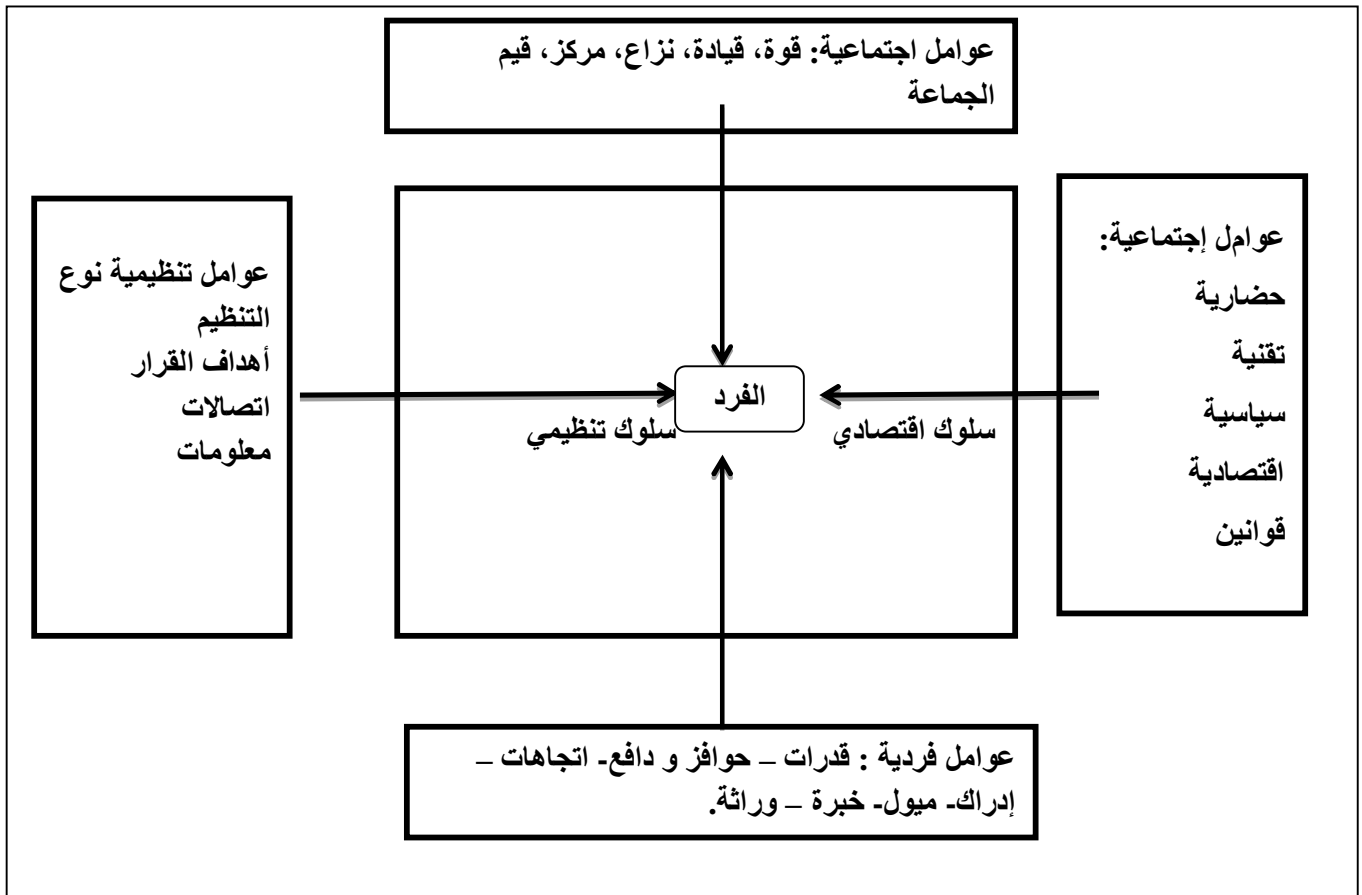 عوامل اجتماعية: قوة، قيادة، نزاع، مركز، قيم
الجماعة
عوامل إجتماعية:
حضارية
تقنية
سياسية
اقتصادية
قوانين
عوامل تنظيمية نوع
التنظيم
أهداف القرار
اتصالات
معلومات
الفرد
سلوك اقتصادي
سلوك تنظيمي
عوامل فردية : قدرات – حوافز و دافع- اتجاهات –
إدراك- ميول- خبرة – وراثة.